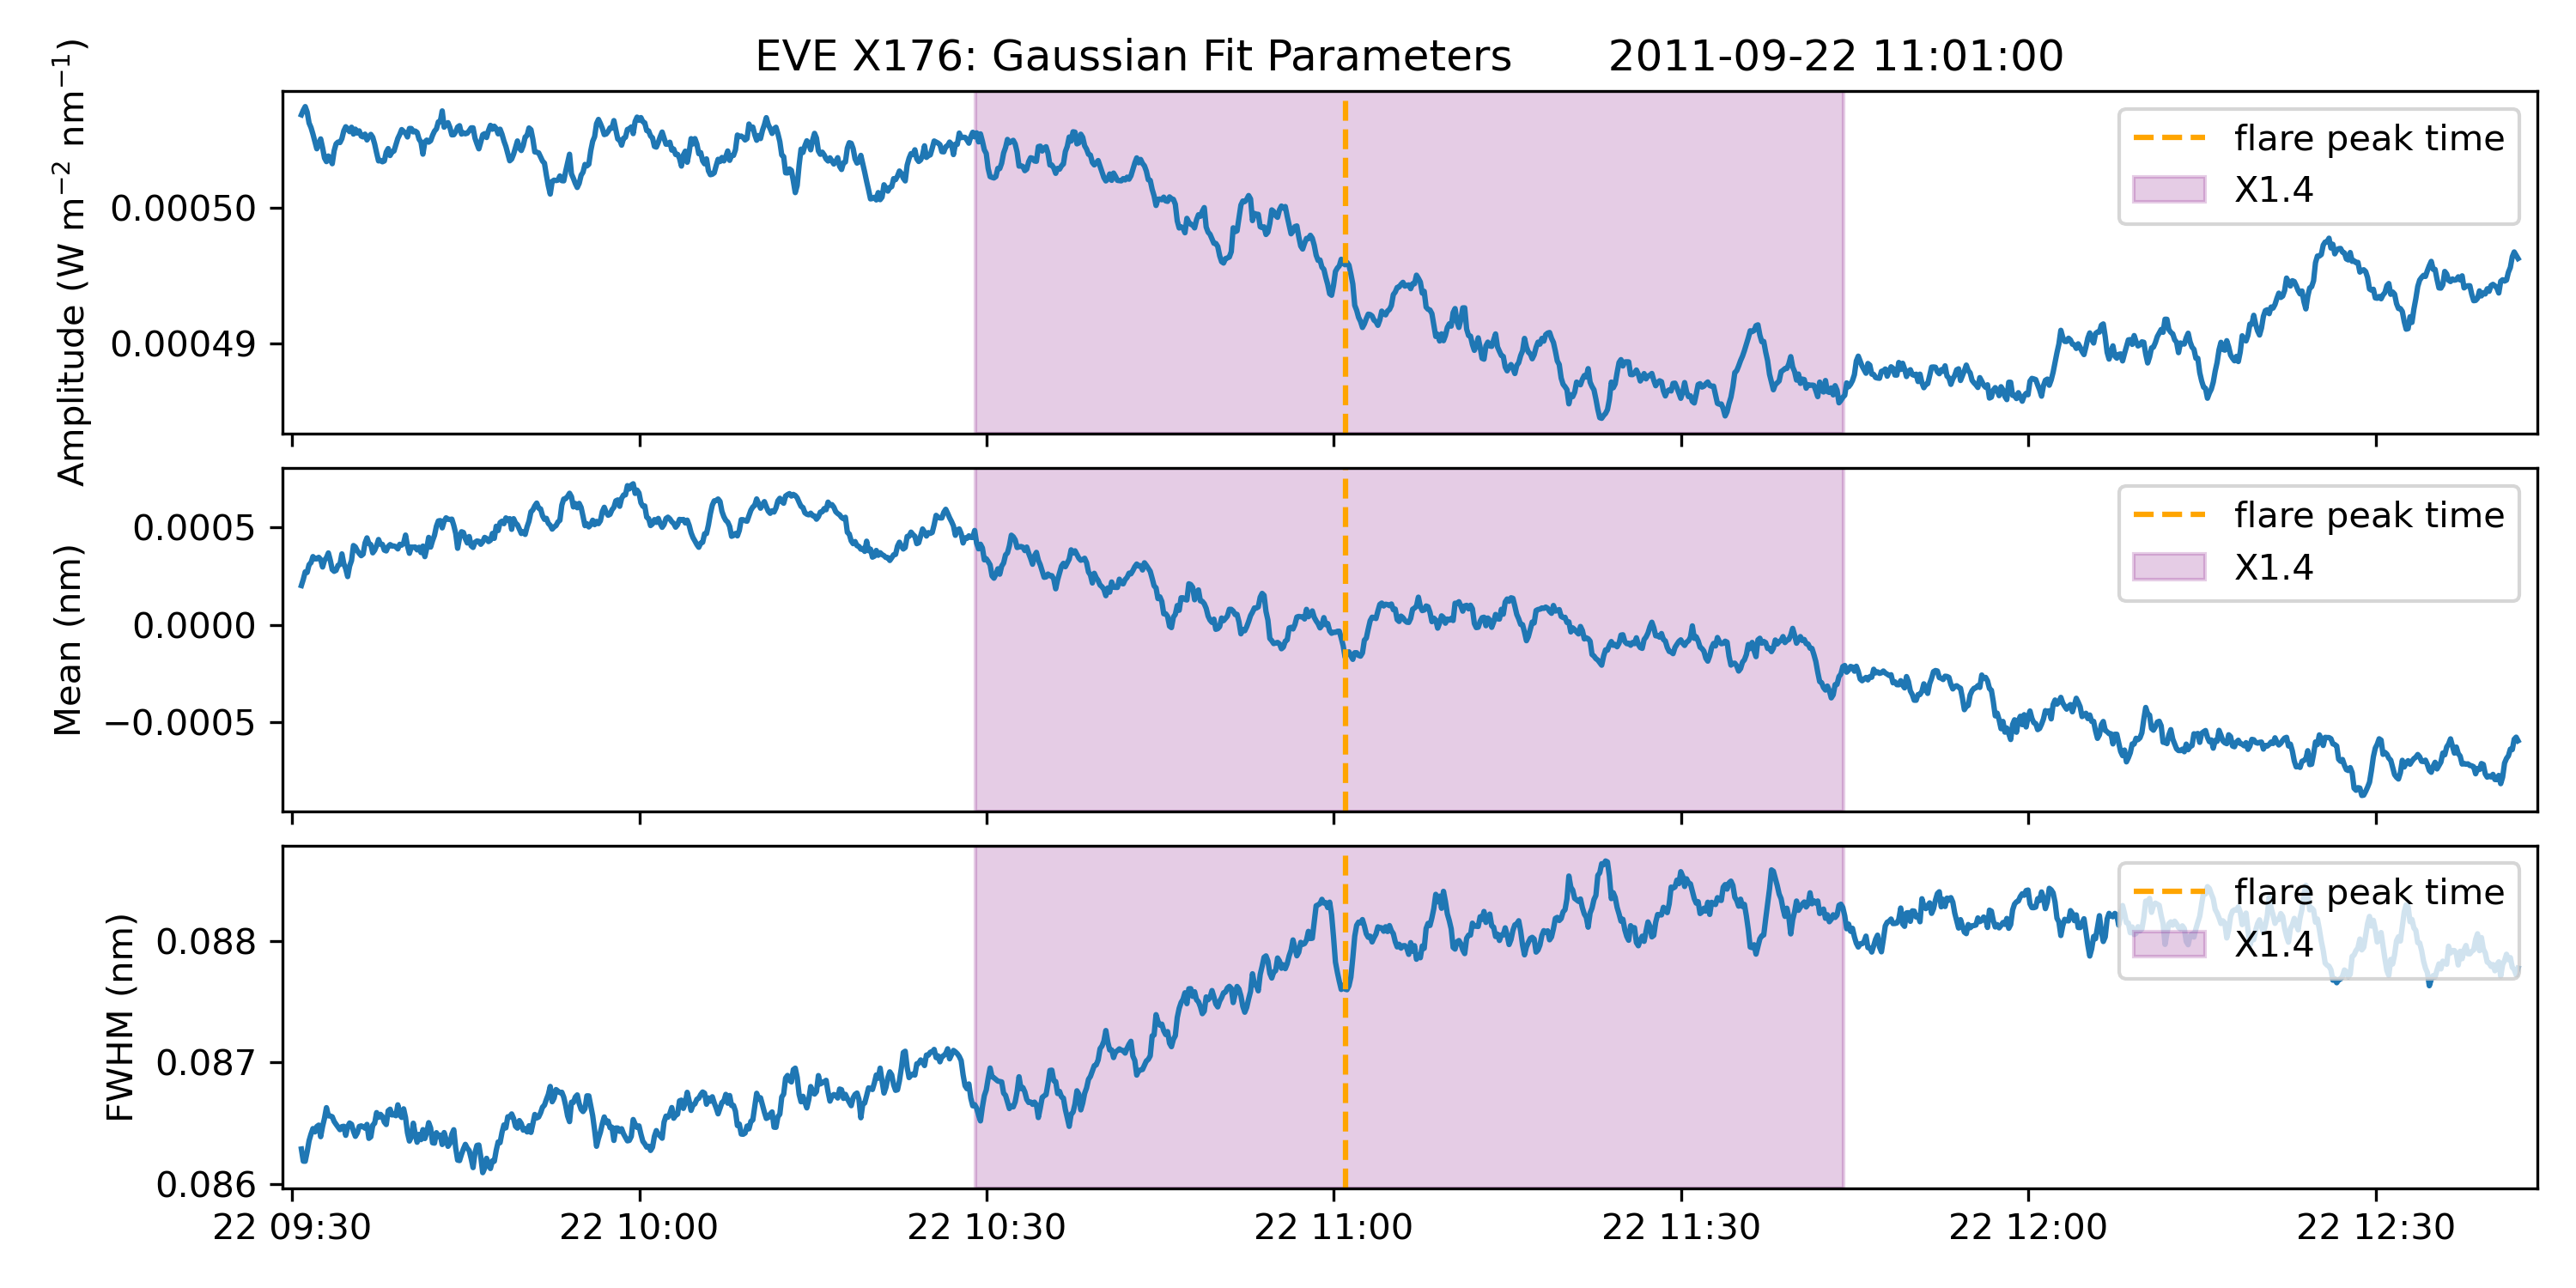 EVE X176: Gaussian Fit Parameters 2011-09-22 11:01:00
Amplitude (W m⁻² nm⁻¹)
0.00050
0.00049
flare peak time
X1.4
Mean (nm)
0.0005
0.0000
−0.0005
flare peak time
X1.4
FWHM (nm)
0.088
0.087
0.086
flare peak time
X1.4
22 09:30 22 10:00 22 10:30 22 11:00 22 11:30 22 12:00 22 12:30